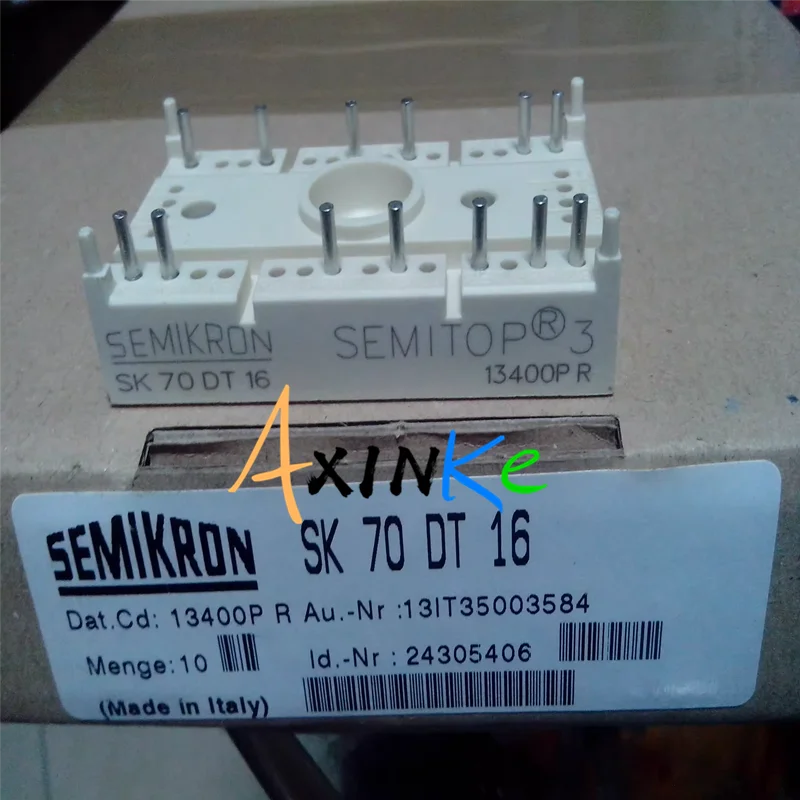 SEMIKRON
SK 70 DT 16
SEMITOP®3
13400P R
AXINKe
SEMIKRON
SK 70 DT 16
Dat.Cd: 13400P R Au.-Nr :13IT35003584
Menge:10
Id.-Nr : 24305406
(Made in Italy)